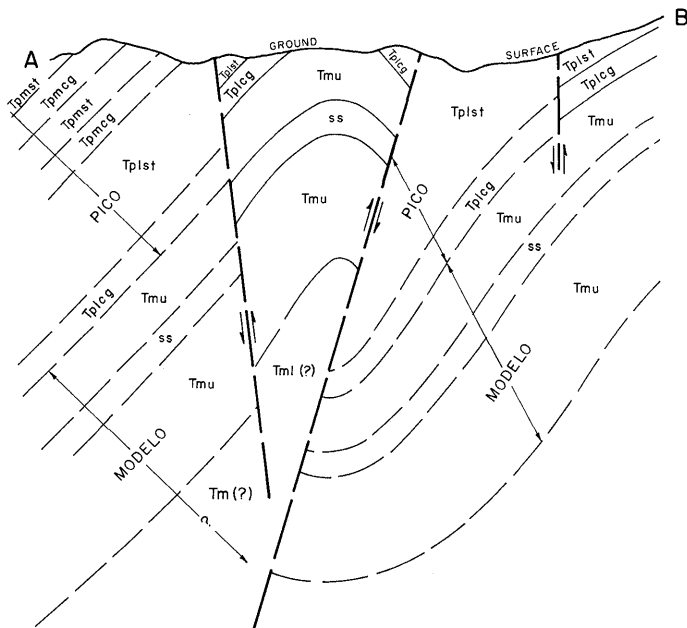 A
B
GROUND
SURFACE
Tpmst
Tpmcg
Tpmst
Tpmcg
Tplst
Tplcg
Tmu
Tplcg
Tplst
Tplst
Tplcg
Tmu
ss
Tplst
PICO
Tmu
PICO
Tplcg
Tmu
ss
Tmu
Tplcg
Tmu
ss
Tmu
Tml (?)
MODELO
MODELO
Tm (?)
?